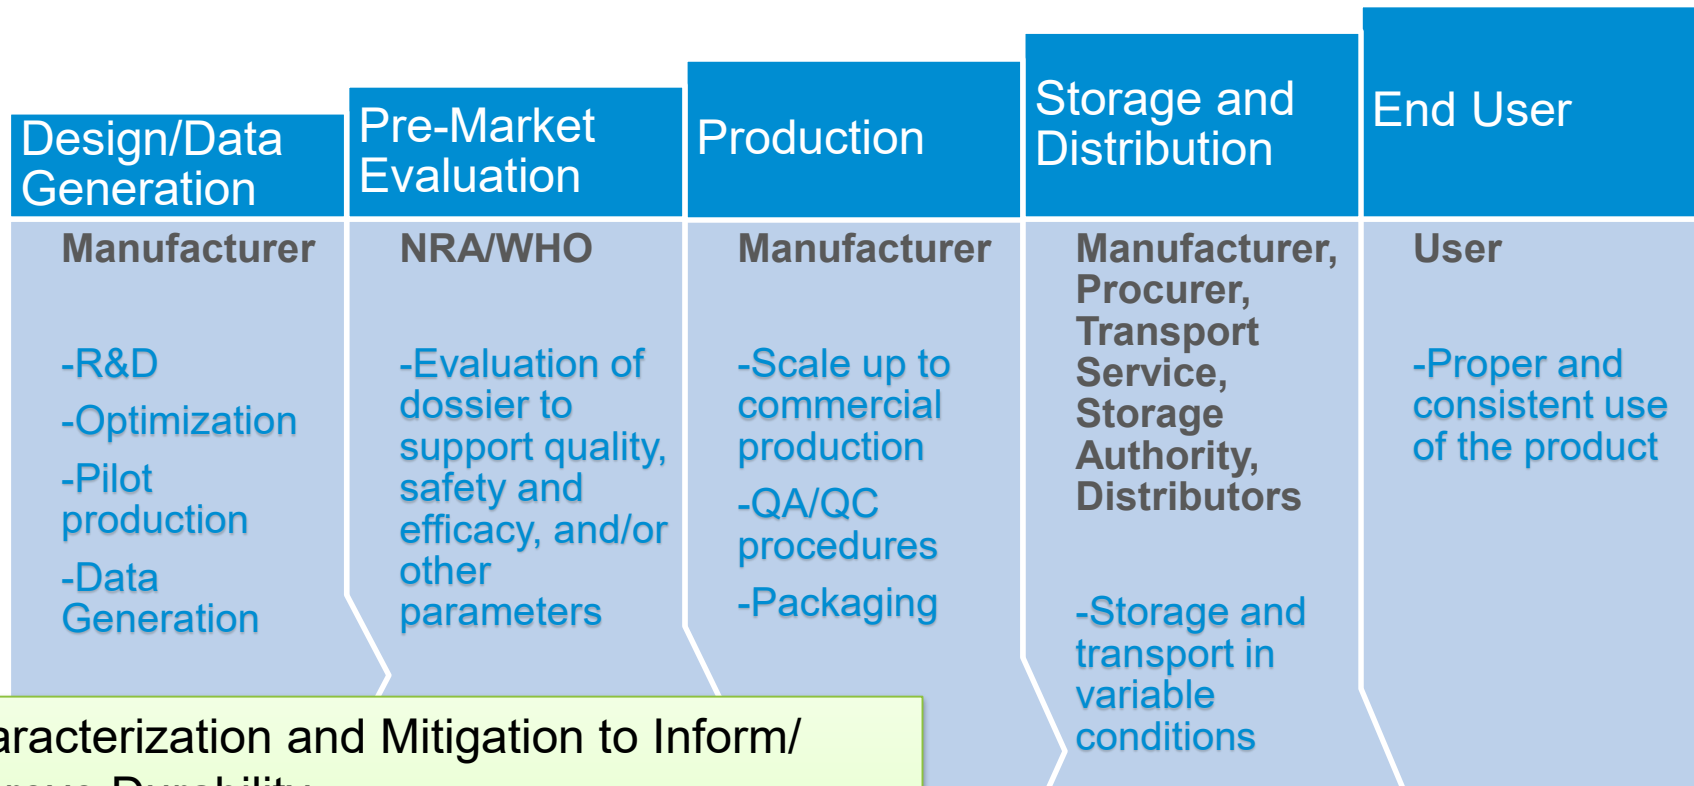 Design/Data
Generation
Pre-Market
Evaluation
Production
Storage and
Distribution
End User
Manufacturer
-R&D
-Optimization
-Pilot
production
-Data
Generation
NRA/WHO
-Evaluation of
dossier to
support quality,
safety and
efficacy, and/or
other
parameters
Manufacturer
-Scale up to
commercial
production
-QA/QC
procedures
-Packaging
Manufacturer,
Procurer,
Transport
Service,
Storage
Authority,
Distributors
-Storage and
transport in
variable
conditions
User
-Proper and
consistent use
of the product
aracterization and Mitigation to Inform/
Durability